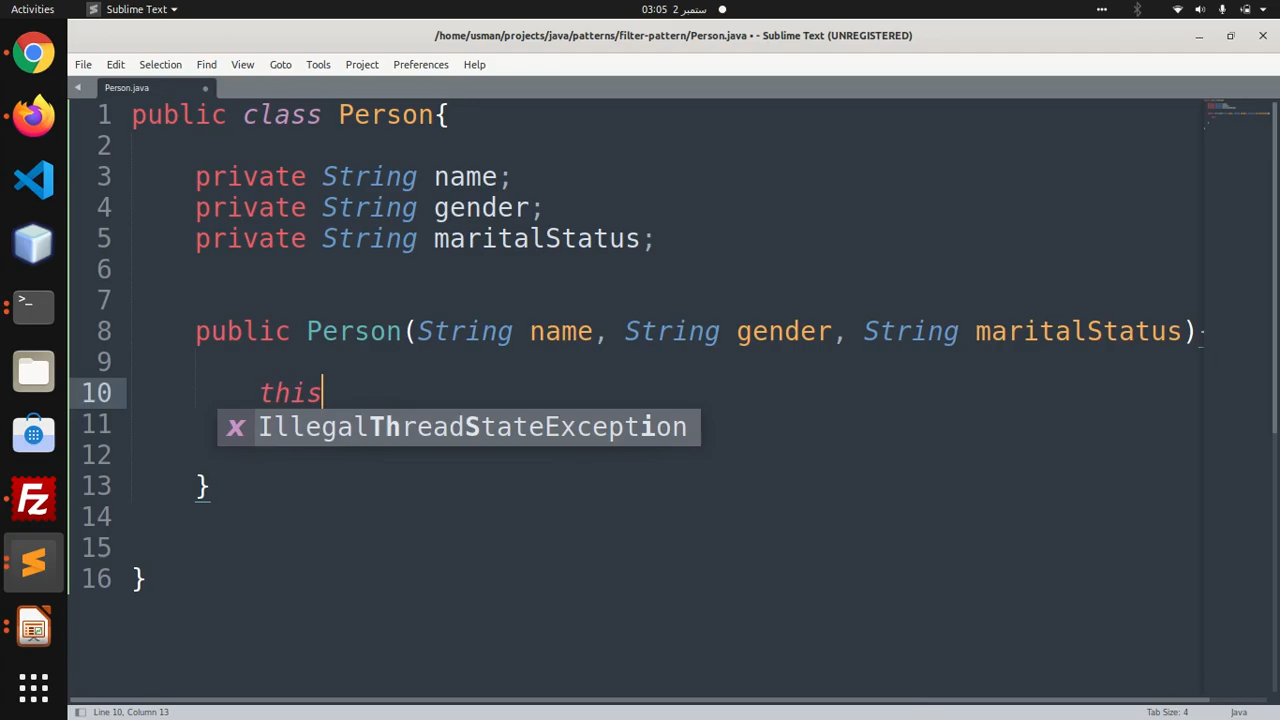 Activities Sublime Text 03:05 2 ستمبر
/home/usman/projects/java/patterns/filter-pattern/Person.java • - Sublime Text (UNREGISTERED)
File Edit Selection Find View Goto Tools Project Preferences Help
Person.java
1 public class Person{
2
3 private String name;
4 private String gender;
5 private String maritalStatus;
6
7
8 public Person(String name, String gender, String maritalStatus)
9
10 this
x IllegalThreadStateException
11
12
13 }
14
15
16 }
Line 10, Column 13 Tab Size: 4 Java